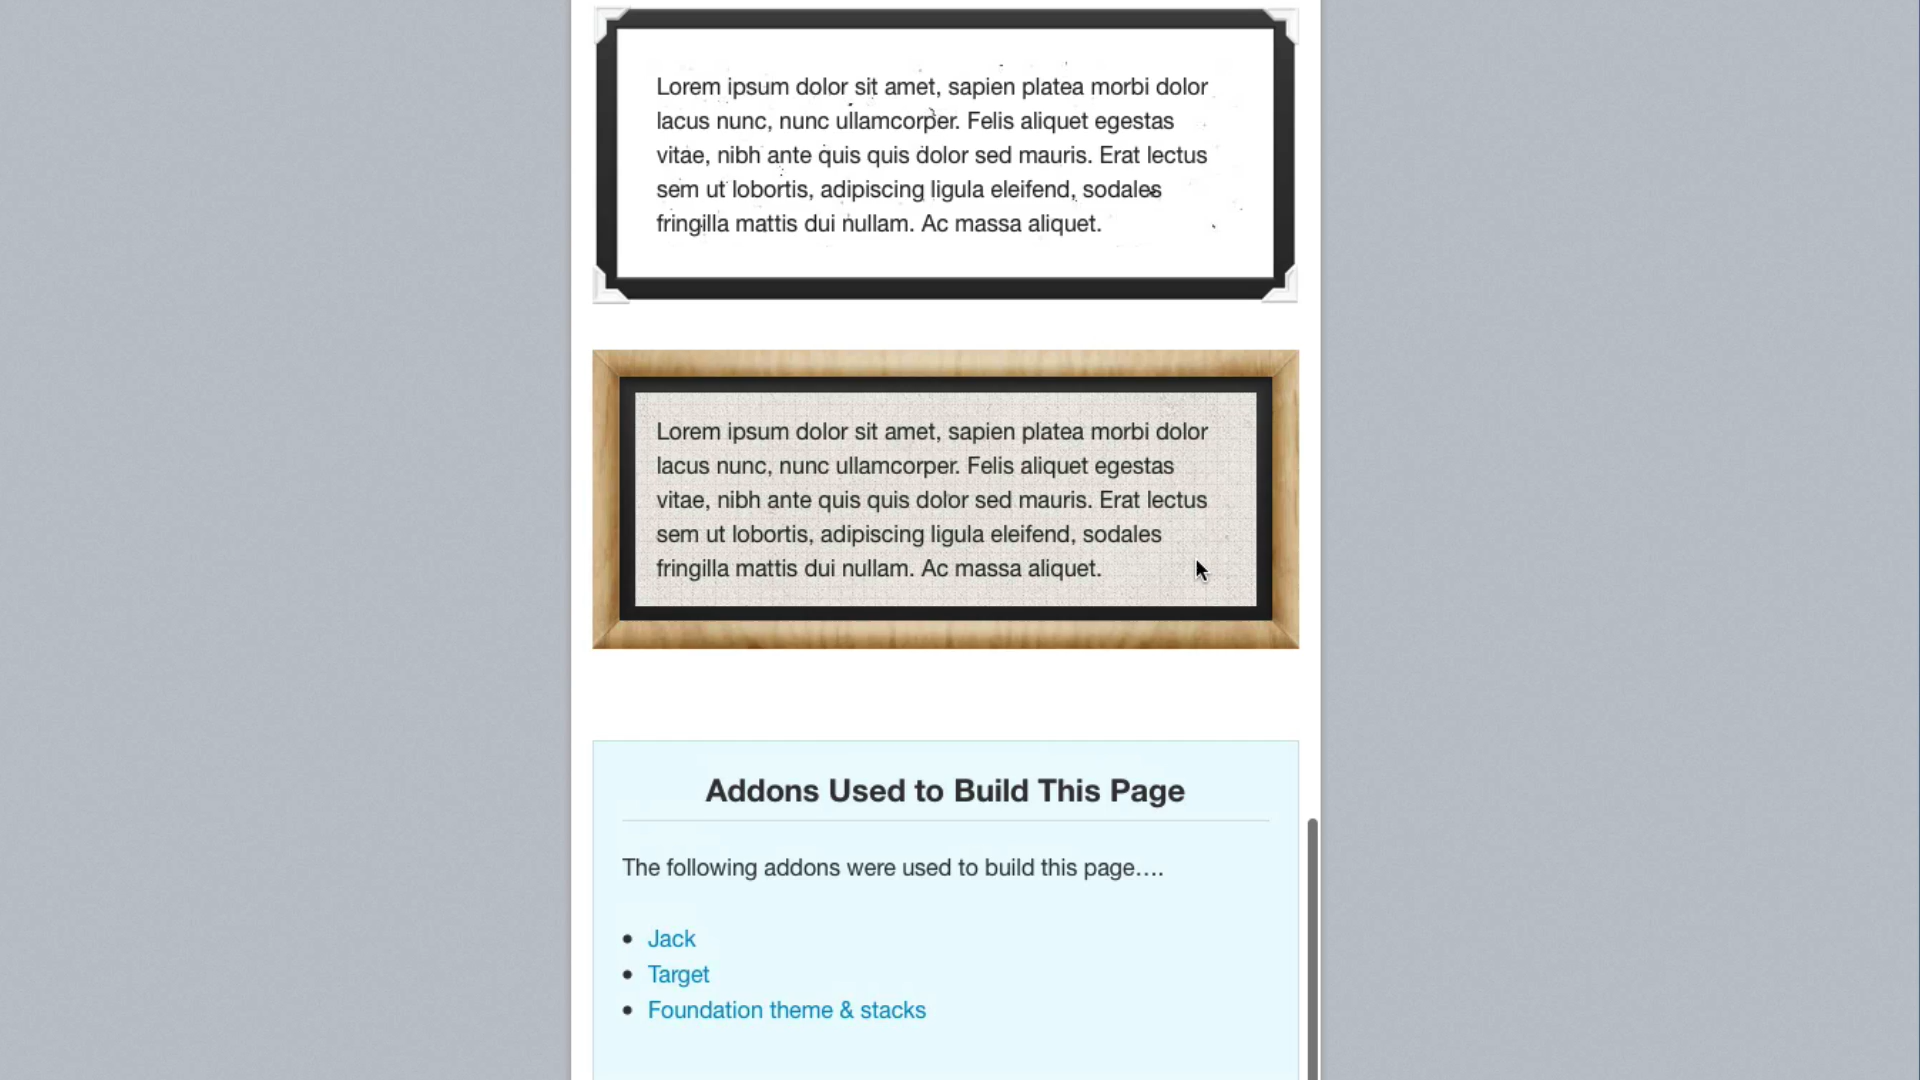 Lorem ipsum dolor sit amet, sapien platea morbi dolor
lacus nunc, nunc ullamcorper. Felis aliquet egestas
vitae, nibh ante quis quis dolor sed mauris. Erat lectus
sem ut lobortis, adipiscing ligula eleifend, sodales
fringilla mattis dui nullam. Ac massa aliquet.
Lorem ipsum dolor sit amet, sapien platea morbi dolor
lacus nunc, nunc ullamcorper. Felis aliquet egestas
vitae, nibh ante quis quis dolor sed mauris. Erat lectus
sem ut lobortis, adipiscing ligula eleifend, sodales
fringilla mattis dui nullam. Ac massa aliquet.
Addons Used to Build This Page
The following addons were used to build this page….
Jack
Target
Foundation theme & stacks